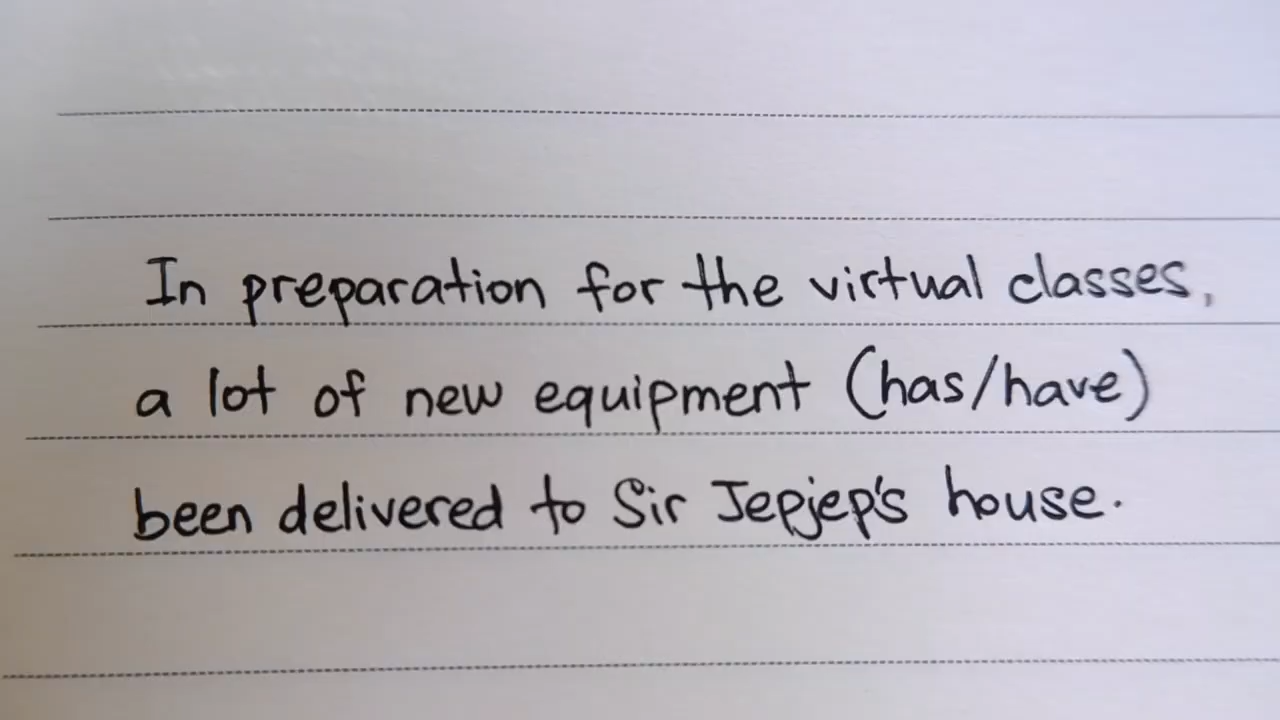 In preparation for the virtual classes,
a lot of new equipment (has/have)
been delivered to Sir Jepjep's house.